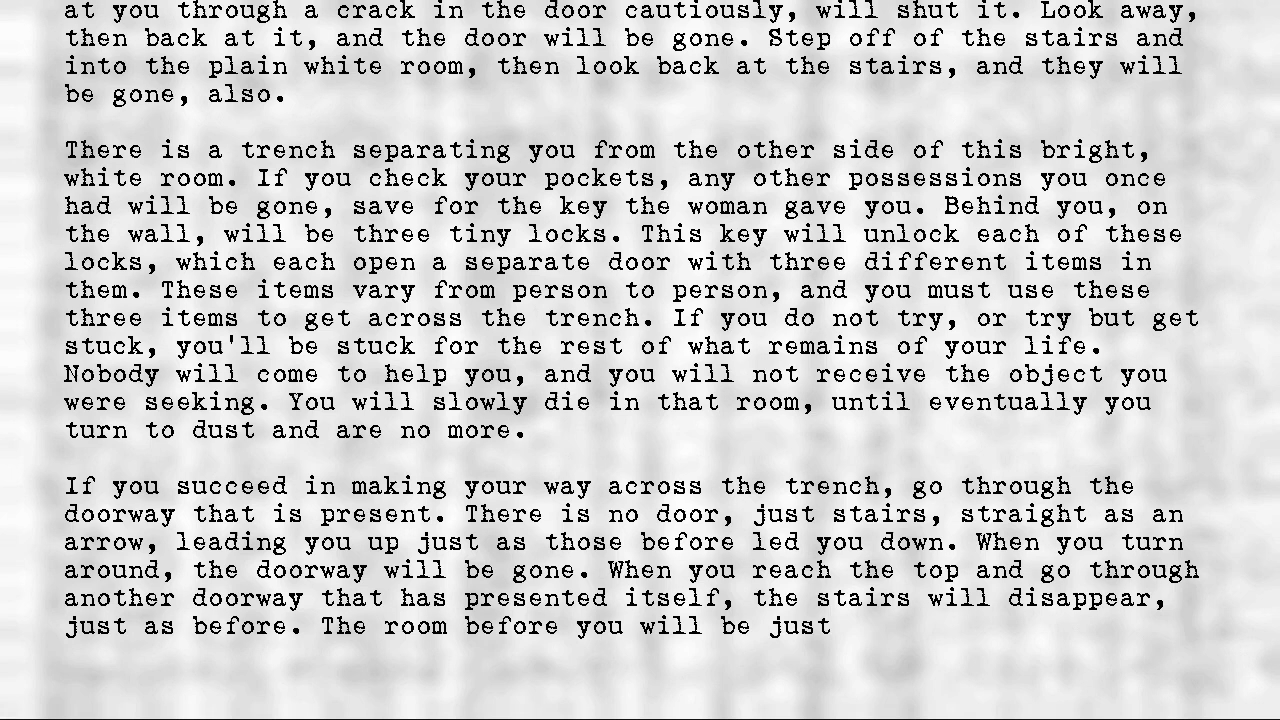 at you through a crack in the door cautiously, will shut it. Look away,
then back at it, and the door will be gone. Step off of the stairs and
into the plain white room, then look back at the stairs, and they will
be gone, also.
There is a trench separating you from the other side of this bright,
white room. If you check your pockets, any other possessions you once
had will be gone, save for the key the woman gave you. Behind you, on
the wall, will be three tiny locks. This key will unlock each of these
locks, which each open a separate door with three different items in
them. These items vary from person to person, and you must use these
three items to get across the trench. If you do not try, or try but get
stuck, you'll be stuck for the rest of what remains of your life.
Nobody will come to help you, and you will not receive the object you
were seeking. You will slowly die in that room, until eventually you
turn to dust and are no more.
If you succeed in making your way across the trench, go through the
doorway that is present. There is no door, just stairs, straight as an
arrow, leading you up just as those before led you down. When you turn
around, the doorway will be gone. When you reach the top and go through
another doorway that has presented itself, the stairs will disappear,
just as before. The room before you will be just